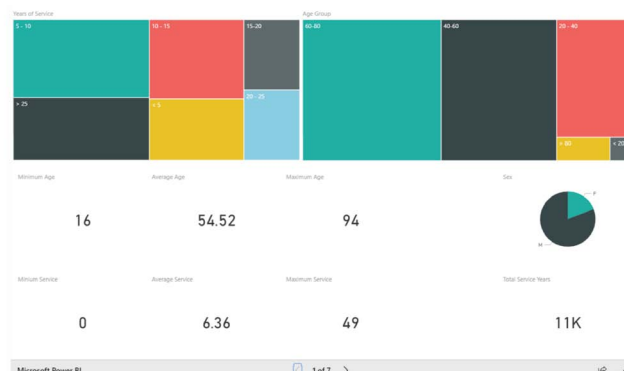 Years of Service
Age Group
5 - 10
10 - 15
15-20
60-80
40-60
20 - 40
> 25
< 5
20 - 25
> 80
< 20
Minimum Age
Average Age
Maximum Age
Sex
16
54.52
94
F
M
Minium Service
Average Service
Maximum Service
Total Service Years
0
6.36
49
11K
Microsoft Power BI
1 of 7